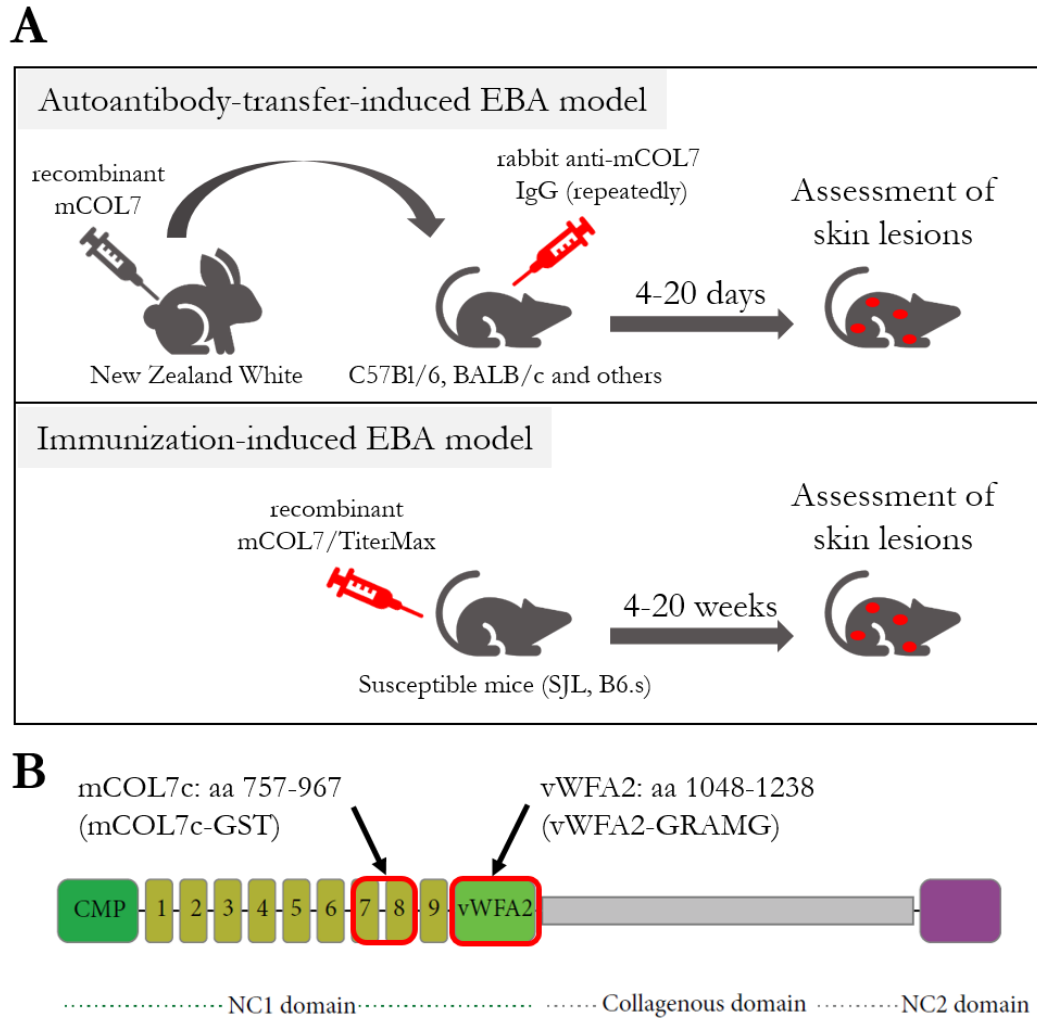 A
Autoantibody-transfer-induced EBA model
recombinant
mCOL7
rabbit anti-mCOL7
IgG (repeatedly)
Assessment of
skin lesions
4-20 days
New Zealand White
C57Bl/6, BALB/c and others
Immunization-induced EBA model
recombinant
mCOL7/TiterMax
Assessment of
skin lesions
4-20 weeks
Susceptible mice (SJL, B6.s)
B
mCOL7c: aa 757-967
(mCOL7c-GST)
vWFA2: aa 1048-1238
(vWFA2-GRAMG)
CMP 1 2 3 4 5 6 7 8 9 vWFA2
NC1 domain Collagenous domain NC2 domain